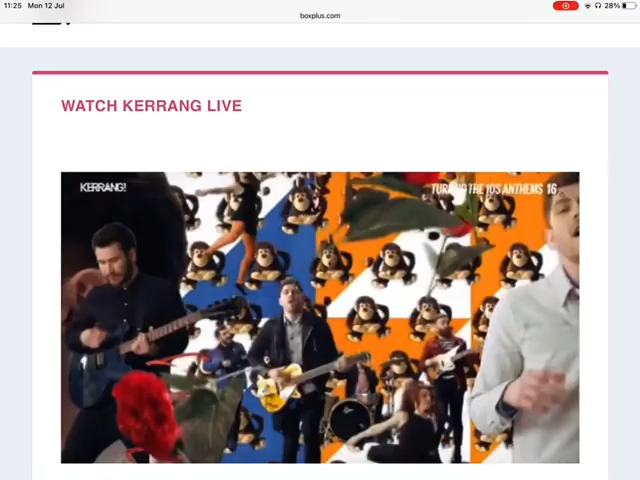 11:25 Mon 12 Jul
28%
boxplus.com
WATCH KERRANG LIVE
KERRANG!
THE 10S ANTHEMS 16